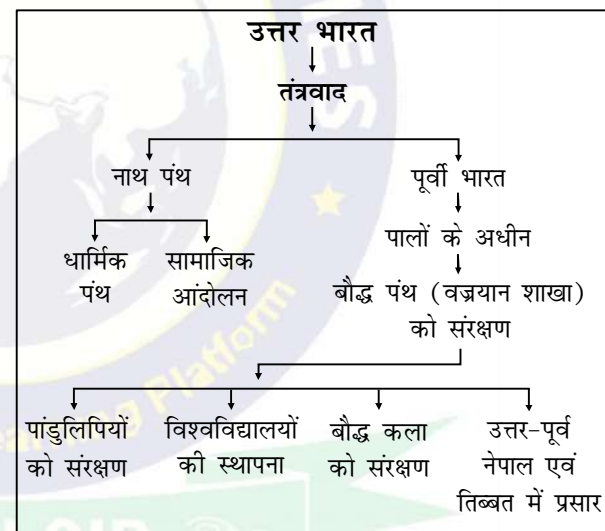 उत्तर भारत
तंत्रवाद
नाथ पंथ
पूर्वी भारत
धार्मिक
पंथ
सामाजिक
आंदोलन
पालों के अधीन
बौद्ध पंथ (वज्रयान शाखा)
को संरक्षण
पांडुलिपियों
को संरक्षण
विश्वविद्यालयों
की स्थापना
बौद्ध कला
को संरक्षण
उत्तर-पूर्व
नेपाल एवं
तिब्बत में प्रसार
Platform